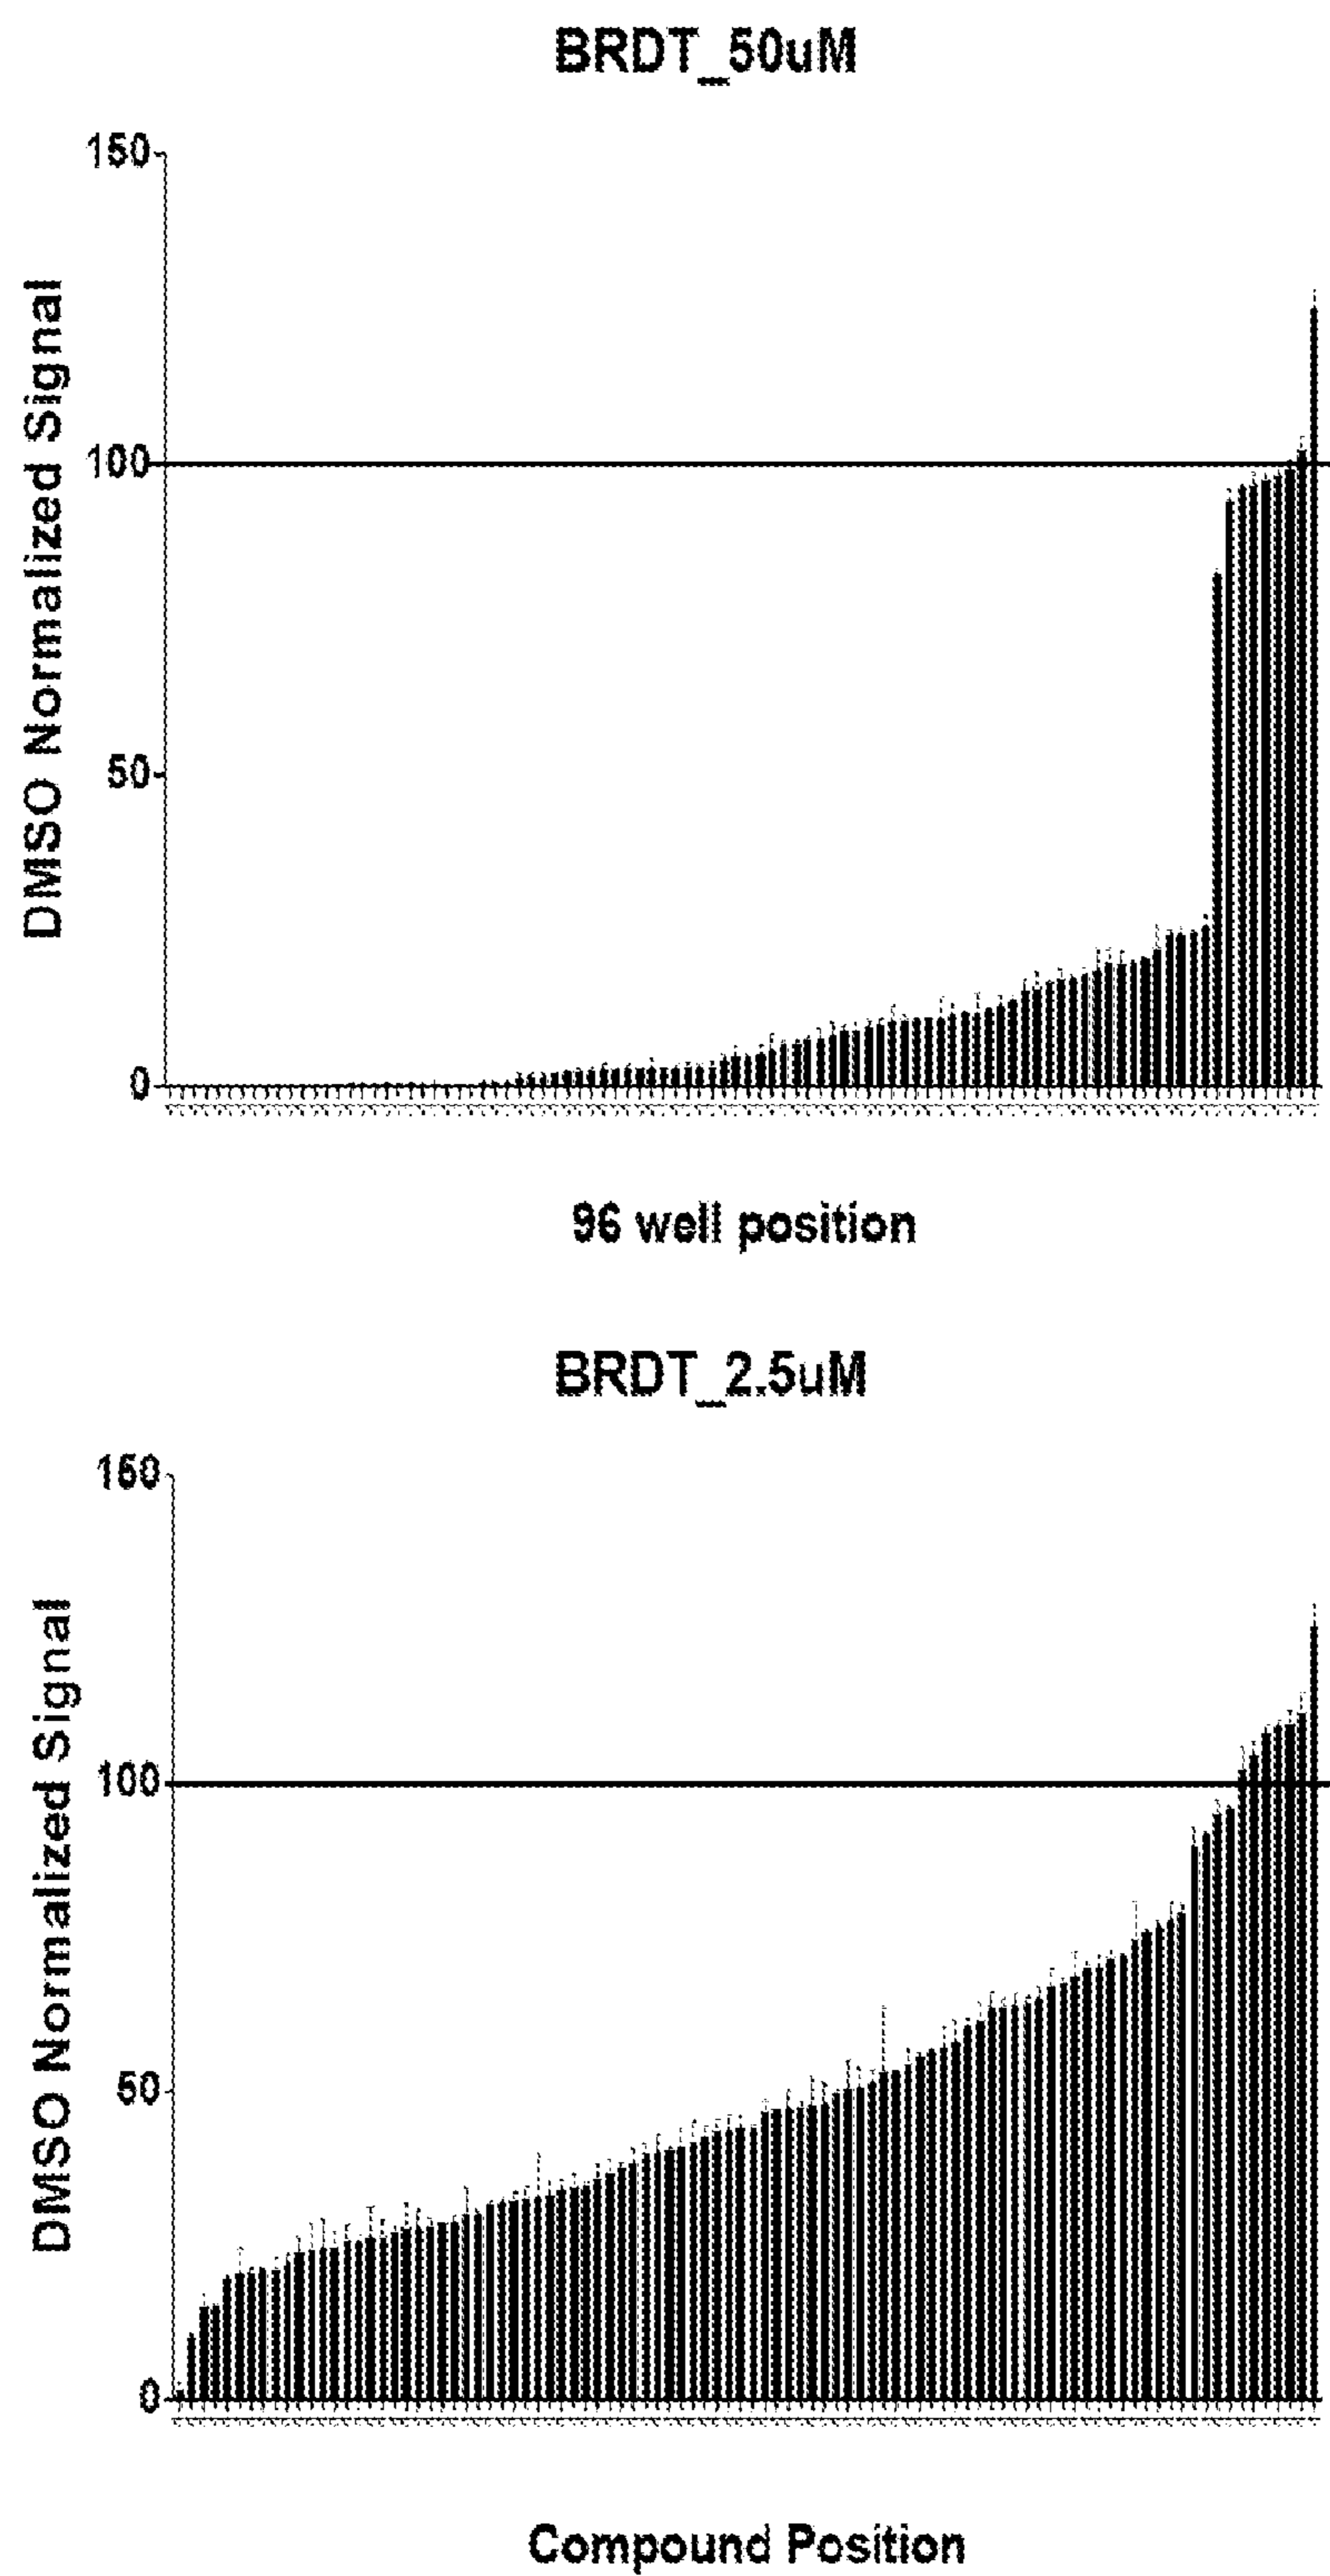 BRDT_50uM
150
100
50
0
DMSO Normalized Signal
96 well position
BRDT_2.5uM
150
100
50
0
DMSO Normalized Signal
Compound Position